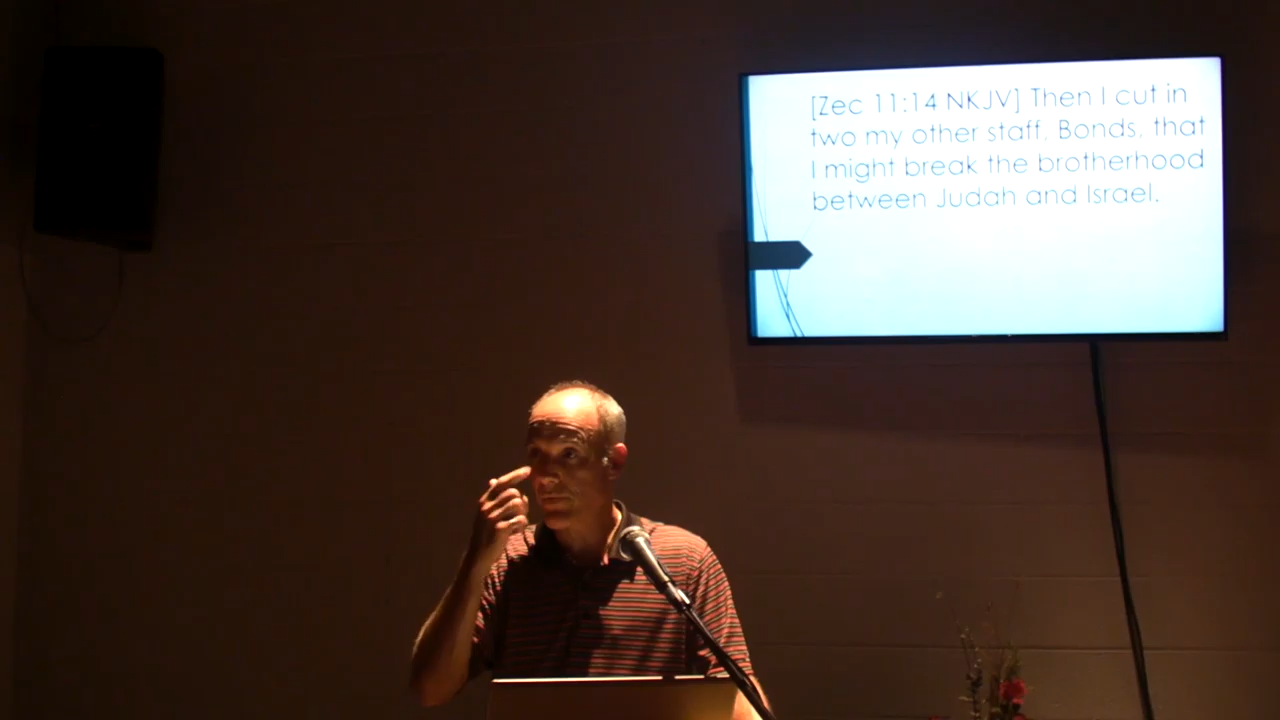 [Zec 11:14 NKJV] Then I cut in
two my other staff, Bonds, that
I might break the brotherhood
between Judah and Israel.